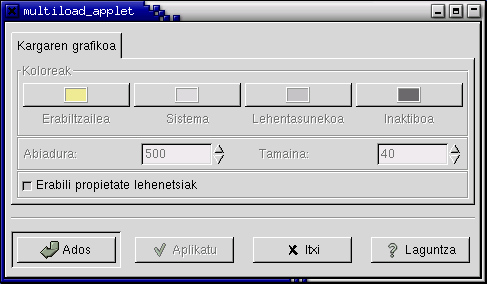 multiload_applet
Kargaren grafikoa
Koloreak
Erabiltzailea Sistema Lehentasunekoa Inaktiboa
Abiadura: 500 Tamaina: 40
Erabili propietate lehenetsiak
Ados Aplikatu Itxi Laguntza